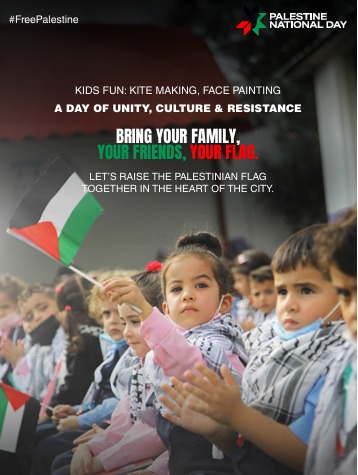 #FreePalestine
PALESTINE
NATIONAL DAY
KIDS FUN: KITE MAKING, FACE PAINTING
A DAY OF UNITY, CULTURE & RESISTANCE
BRING YOUR FAMILY,
YOUR FRIENDS, YOUR FLAG.
LET'S RAISE THE PALESTINIAN FLAG
TOGETHER IN THE HEART OF THE CITY.